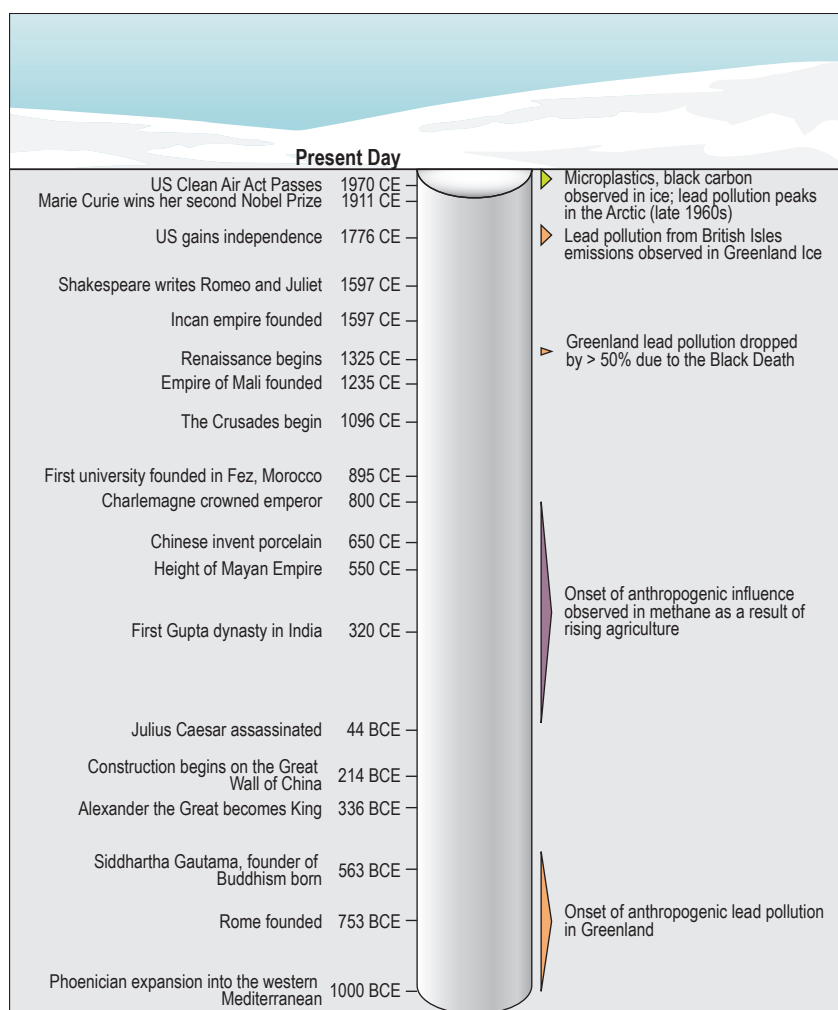 Present Day
US Clean Air Act Passes 1970 CE
Marie Curie wins her second Nobel Prize 1911 CE
US gains independence 1776 CE
Shakespeare writes Romeo and Juliet 1597 CE
Incan empire founded 1597 CE
Renaissance begins 1325 CE
Empire of Mali founded 1235 CE
The Crusades begin 1096 CE
First university founded in Fez, Morocco 895 CE
Charlemagne crowned emperor 800 CE
Chinese invent porcelain 650 CE
Height of Mayan Empire 550 CE
First Gupta dynasty in India 320 CE
Julius Caesar assassinated 44 BCE
Construction begins on the Great
Wall of China 214 BCE
Alexander the Great becomes King 336 BCE
Siddhartha Gautama, founder of
Buddhism born 563 BCE
Rome founded 753 BCE
Phoenician expansion into the western
Mediterranean 1000 BCE
Microplastics, black carbon
observed in ice; lead pollution peaks
in the Arctic (late 1960s)
Lead pollution from British Isles
emissions observed in Greenland Ice
Greenland lead pollution dropped
by > 50% due to the Black Death
Onset of anthropogenic influence
observed in methane as a result of
rising agriculture
Onset of anthropogenic lead pollution
in Greenland